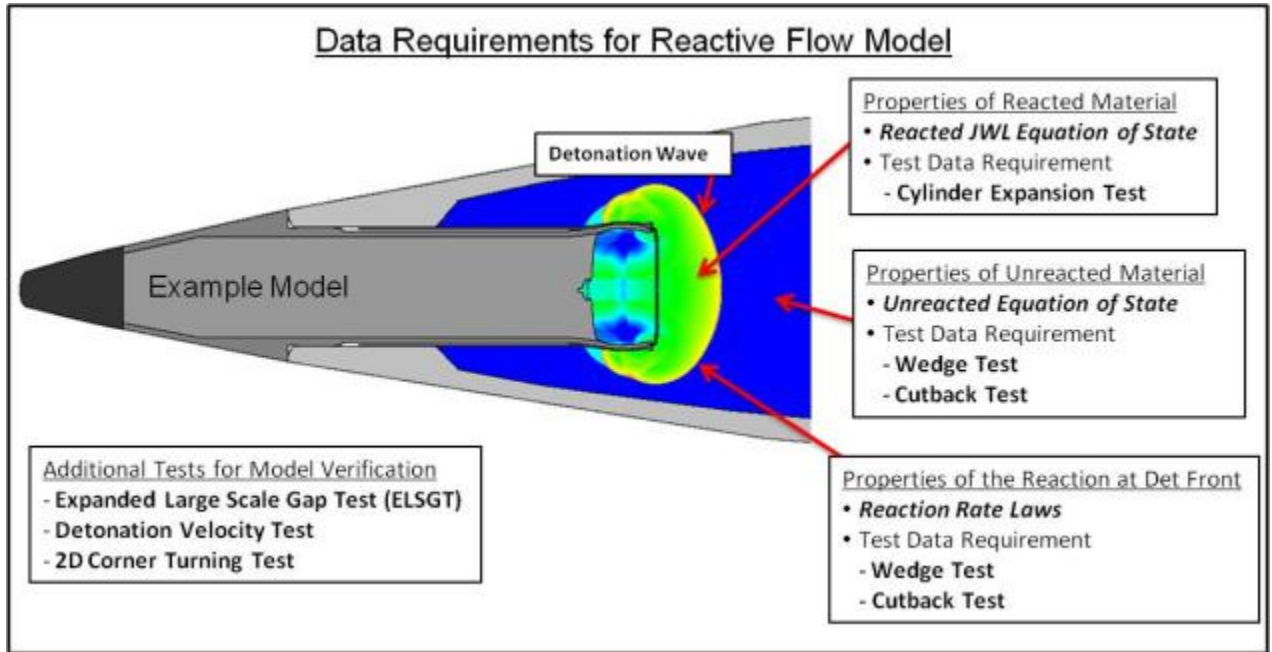 Data Requirements for Reactive Flow Model
Detonation Wave
Properties of Reacted Material
• Reacted JWL Equation of State
• Test Data Requirement
- Cylinder Expansion Test
Example Model
Properties of Unreacted Material
• Unreacted Equation of State
• Test Data Requirement
- Wedge Test
- Cutback Test
Additional Tests for Model Verification
- Expanded Large Scale Gap Test (ELSGT)
- Detonation Velocity Test
- 2D Corner Turning Test
Properties of the Reaction at Det Front
• Reaction Rate Laws
• Test Data Requirement
- Wedge Test
- Cutback Test